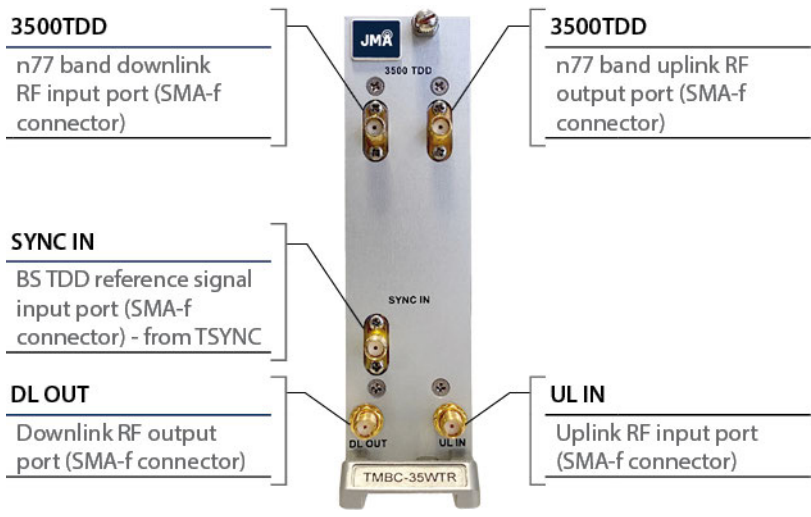 3500TDD
n77 band downlink
RF input port (SMA-f
connector)
3500TDD
n77 band uplink RF
output port (SMA-f
connector)
JMA
3500 TDD
SYNC IN
BS TDD reference signal
input port (SMA-f
connector) - from TSYNC
SYNC IN
DL OUT
Downlink RF output
port (SMA-f connector)
UL IN
Uplink RF input port
(SMA-f connector)
DL OUT
UL IN
TMBC-35WTR